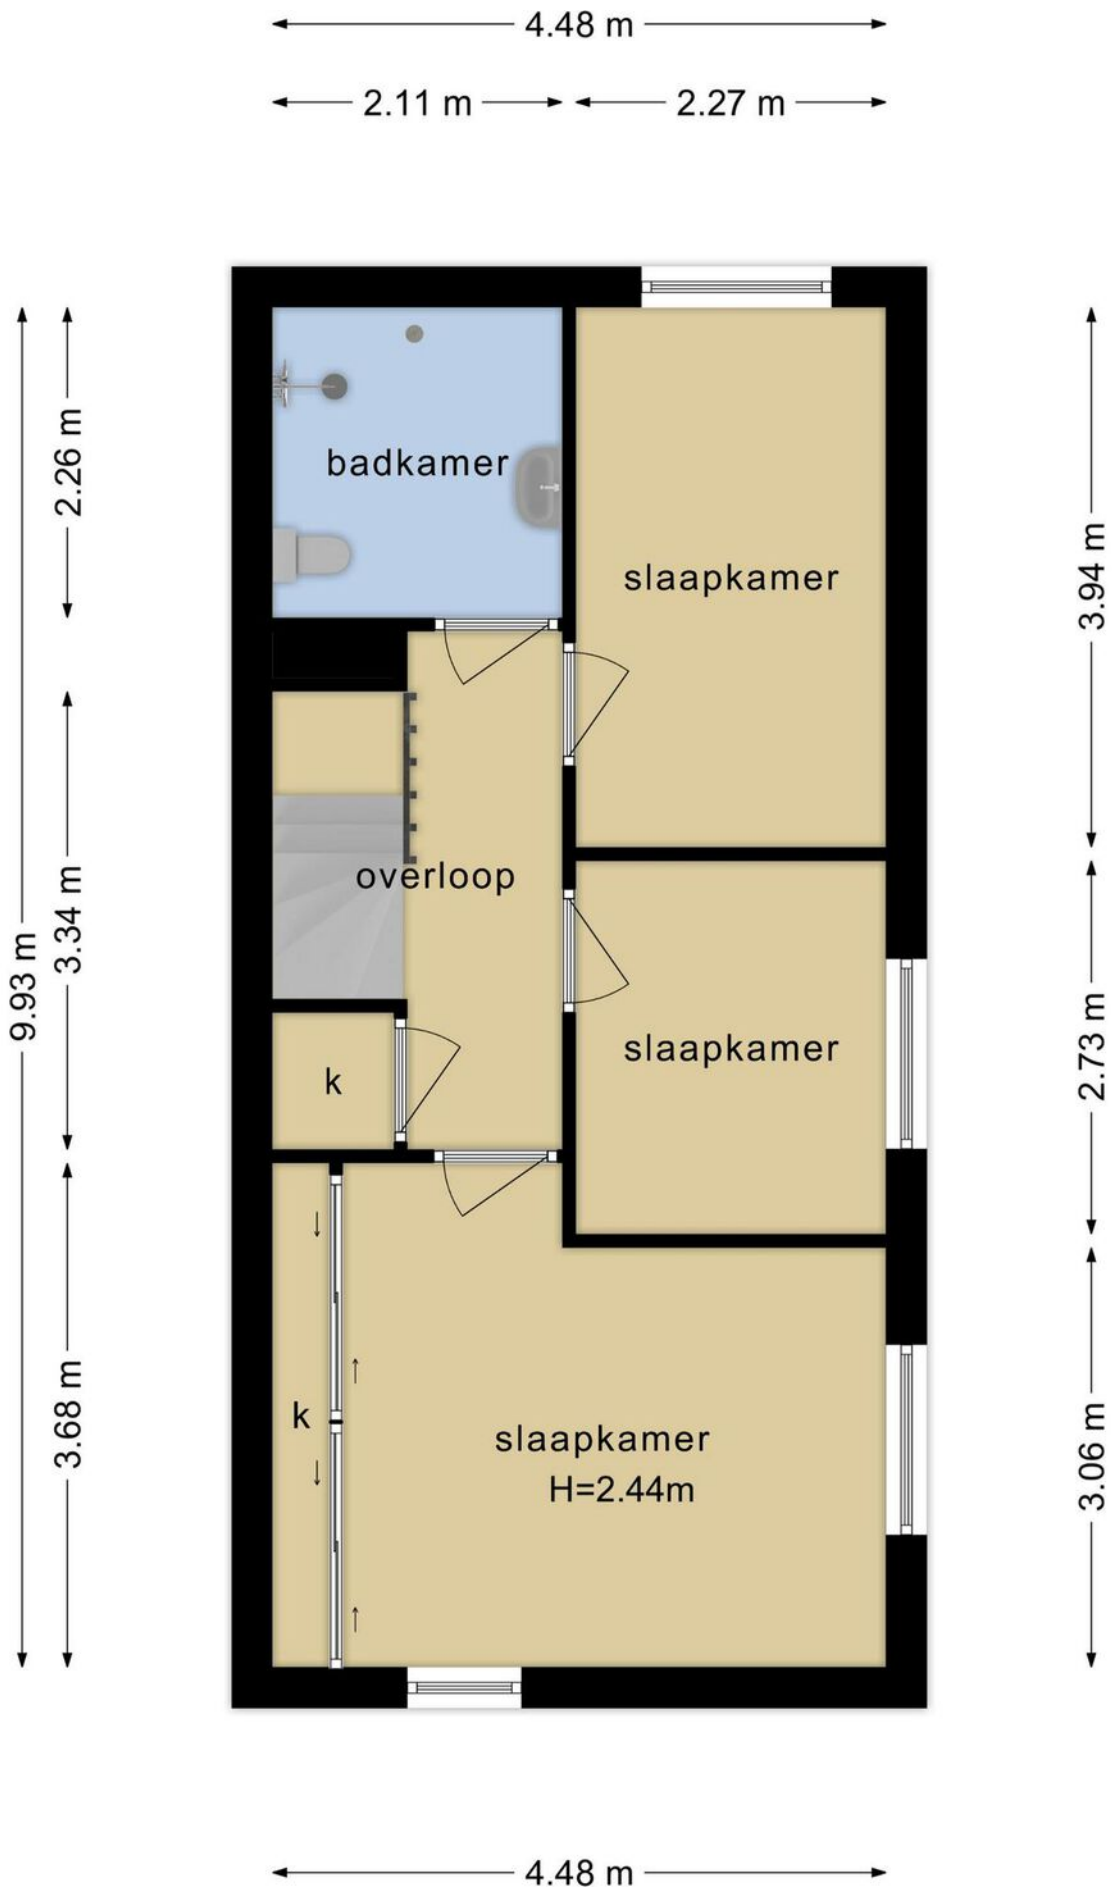 4.48 m
2.11 m
2.27 m
2.26 m
badkamer
slaapkamer
3.94 m
9.93 m
3.34 m
overloop
slaapkamer
2.73 m
k
3.68 m
k
slaapkamer
H=2.44m
3.06 m
4.48 m